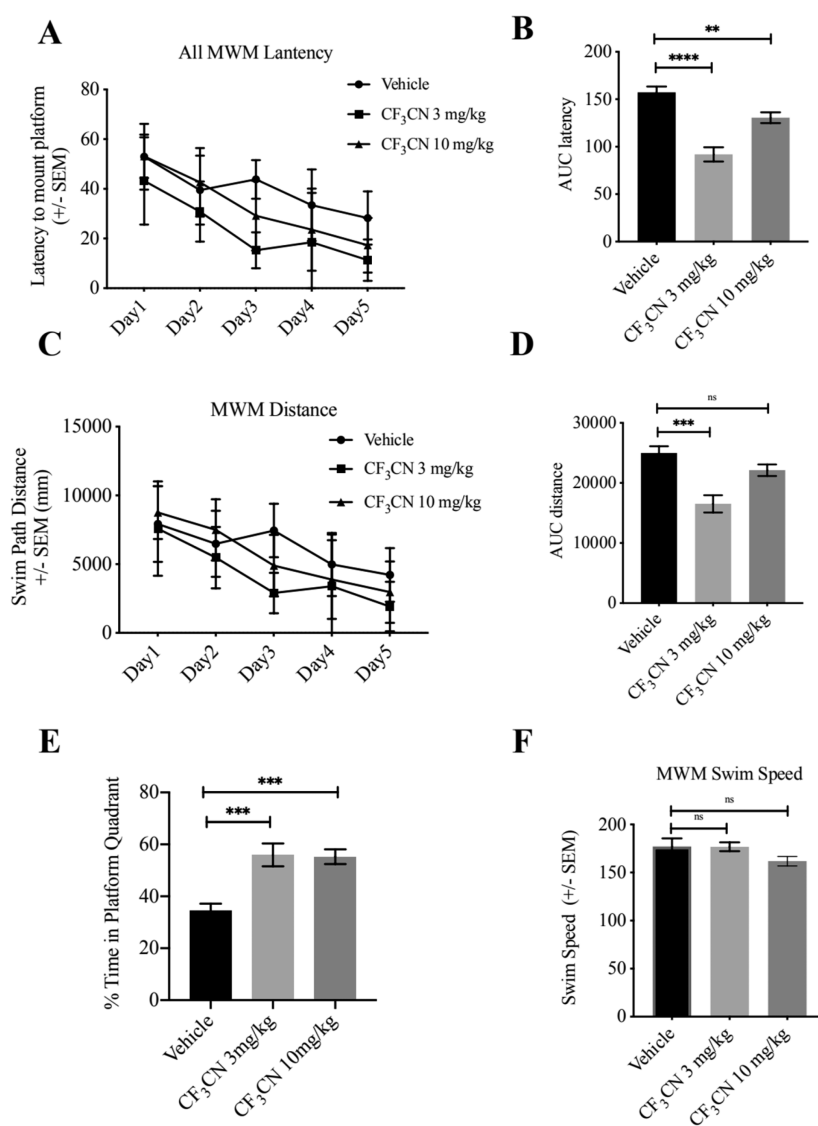 A
All MWM Lantency
Latency to mount platform
(+/- SEM)
80
60
40
20
0
Day1
Day2
Day3
Day4
Day5
Vehicle
CF₃CN 3 mg/kg
CF₃CN 10 mg/kg
B
**
****
AUC latency
200
150
100
50
0
Vehicle
CF₃CN 3 mg/kg
CF₃CN 10 mg/kg
C
MWM Distance
Swim Path Distance
+/- SEM (mm)
15000
10000
5000
0
Day1
Day2
Day3
Day4
Day5
Vehicle
CF₃CN 3 mg/kg
CF₃CN 10 mg/kg
D
ns
***
AUC distance
30000
20000
10000
0
Vehicle
CF₃CN 3 mg/kg
CF₃CN 10 mg/kg
E
***
***
% Time in Platform Quadrant
80
60
40
20
0
Vehicle
CF₃CN 3mg/kg
CF₃CN 10mg/kg
F
MWM Swim Speed
ns
ns
Swim Speed (+/- SEM)
200
150
100
50
0
Vehicle
CF₃CN 3 mg/kg
CF₃CN 10 mg/kg